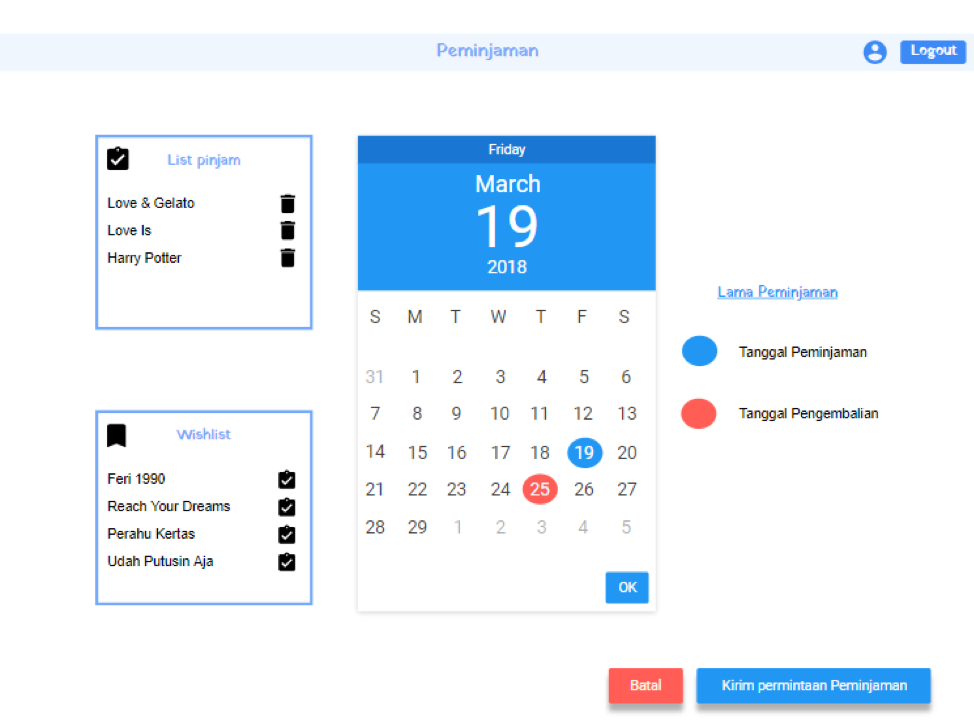 Peminjaman
Logout
List pinjam
Love & Gelato
Love Is
Harry Potter
Wishlist
Feri 1990
Reach Your Dreams
Perahu Kertas
Udah Putusin Aja
Friday
March
19
2018
S M T W T F S
31 1 2 3 4 5 6
7 8 9 10 11 12 13
14 15 16 17 18 19 20
21 22 23 24 25 26 27
28 29 1 2 3 4 5
OK
Lama Peminjaman
Tanggal Peminjaman
Tanggal Pengembalian
Batal
Kirim permintaan Peminjaman